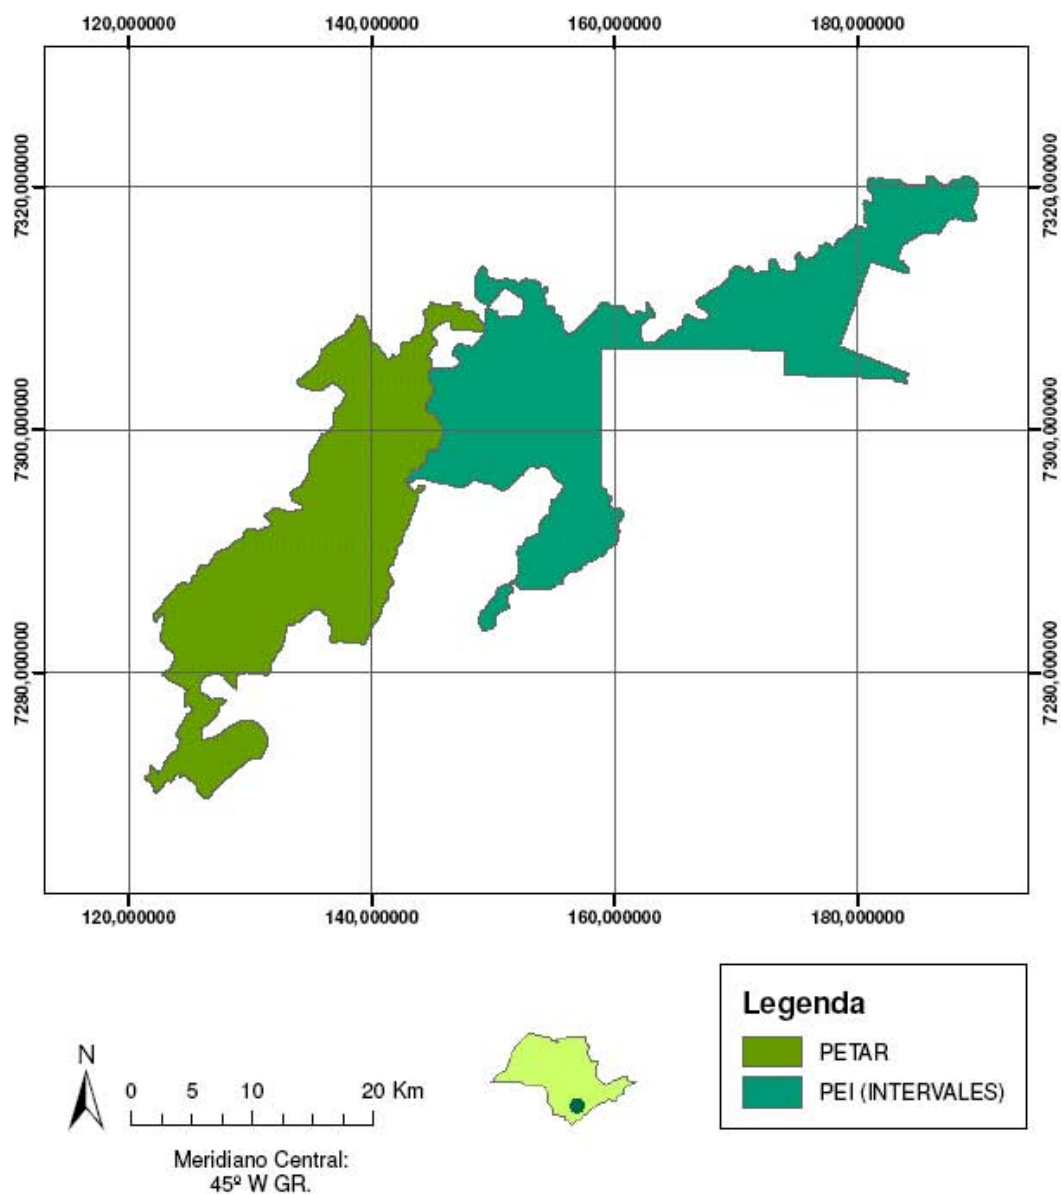 120,000000 140,000000 160,000000 180,000000
7320,000000 7320,000000
7300,000000 7300,000000
7280,000000 7280,000000
120,000000 140,000000 160,000000 180,000000
Legenda
PETAR
PEI (INTERVALES)
N
0 5 10 20 Km
Meridiano Central:
45º W GR.